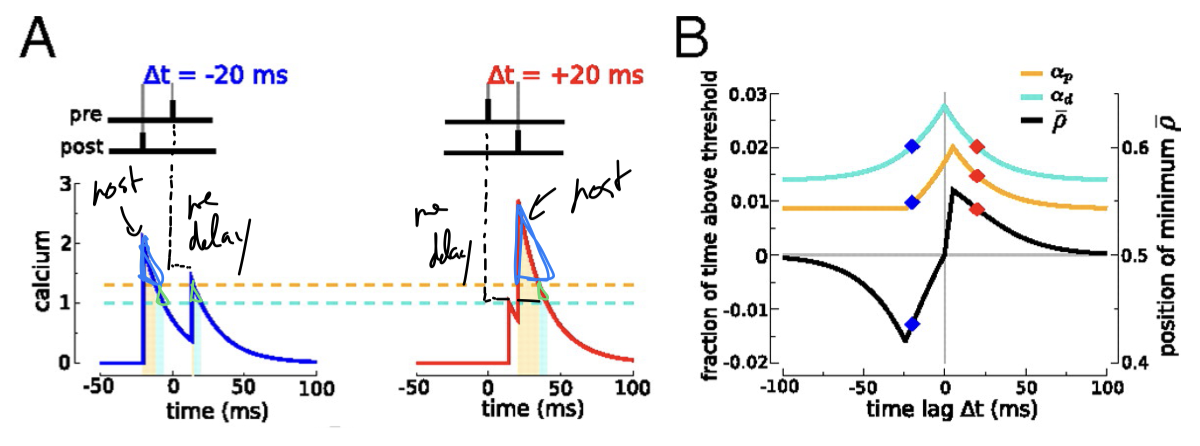 A
Δt = -20 ms
Δt = +20 ms
pre
post
post
pre
delay
pre
delay
post
calcium
3
2
1
0
-50
0
50
100
time (ms)
-50
0
50
100
time (ms)
B
fraction of time above threshold
0.03
0.02
0.01
0
-0.01
-0.02
αp
αd
ρ̄
position of minimum ρ̄
0.6
0.5
0.4
-100
-50
0
50
100
time lag Δt (ms)